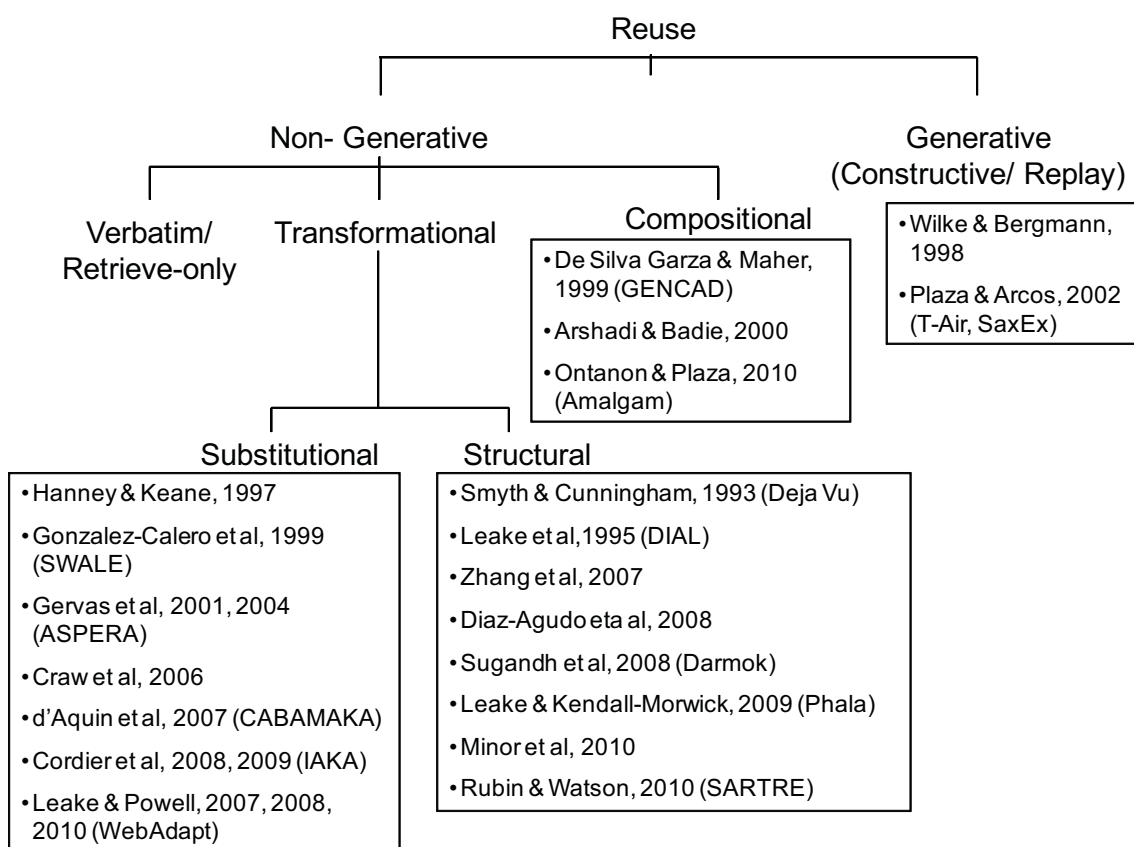 Reuse
Non- Generative
Generative
(Constructive/ Replay)
Verbatim/
Retrieve-only
Transformational
Compositional
•De Silva Garza & Maher,
1999 (GENCAD)
•Arshadi & Badie, 2000
•Ontanon & Plaza, 2010
(Amalgam)
•Wilke & Bergmann,
1998
•Plaza & Arcos, 2002
(T-Air, SaxEx)
Substitutional
•Hanney & Keane, 1997
•Gonzalez-Calero et al, 1999
(SWALE)
•Gervas et al, 2001, 2004
(ASPERA)
•Craw et al, 2006
•d’Aquin et al, 2007 (CABAMAKA)
•Cordier et al, 2008, 2009 (IAKA)
•Leake & Powell, 2007, 2008,
2010 (WebAdapt)
Structural
•Smyth & Cunningham, 1993 (Deja Vu)
•Leake et al,1995 (DIAL)
•Zhang et al, 2007
•Diaz-Agudo eta al, 2008
•Sugandh et al, 2008 (Darmok)
•Leake & Kendall-Morwick, 2009 (Phala)
•Minor et al, 2010
•Rubin & Watson, 2010 (SARTRE)